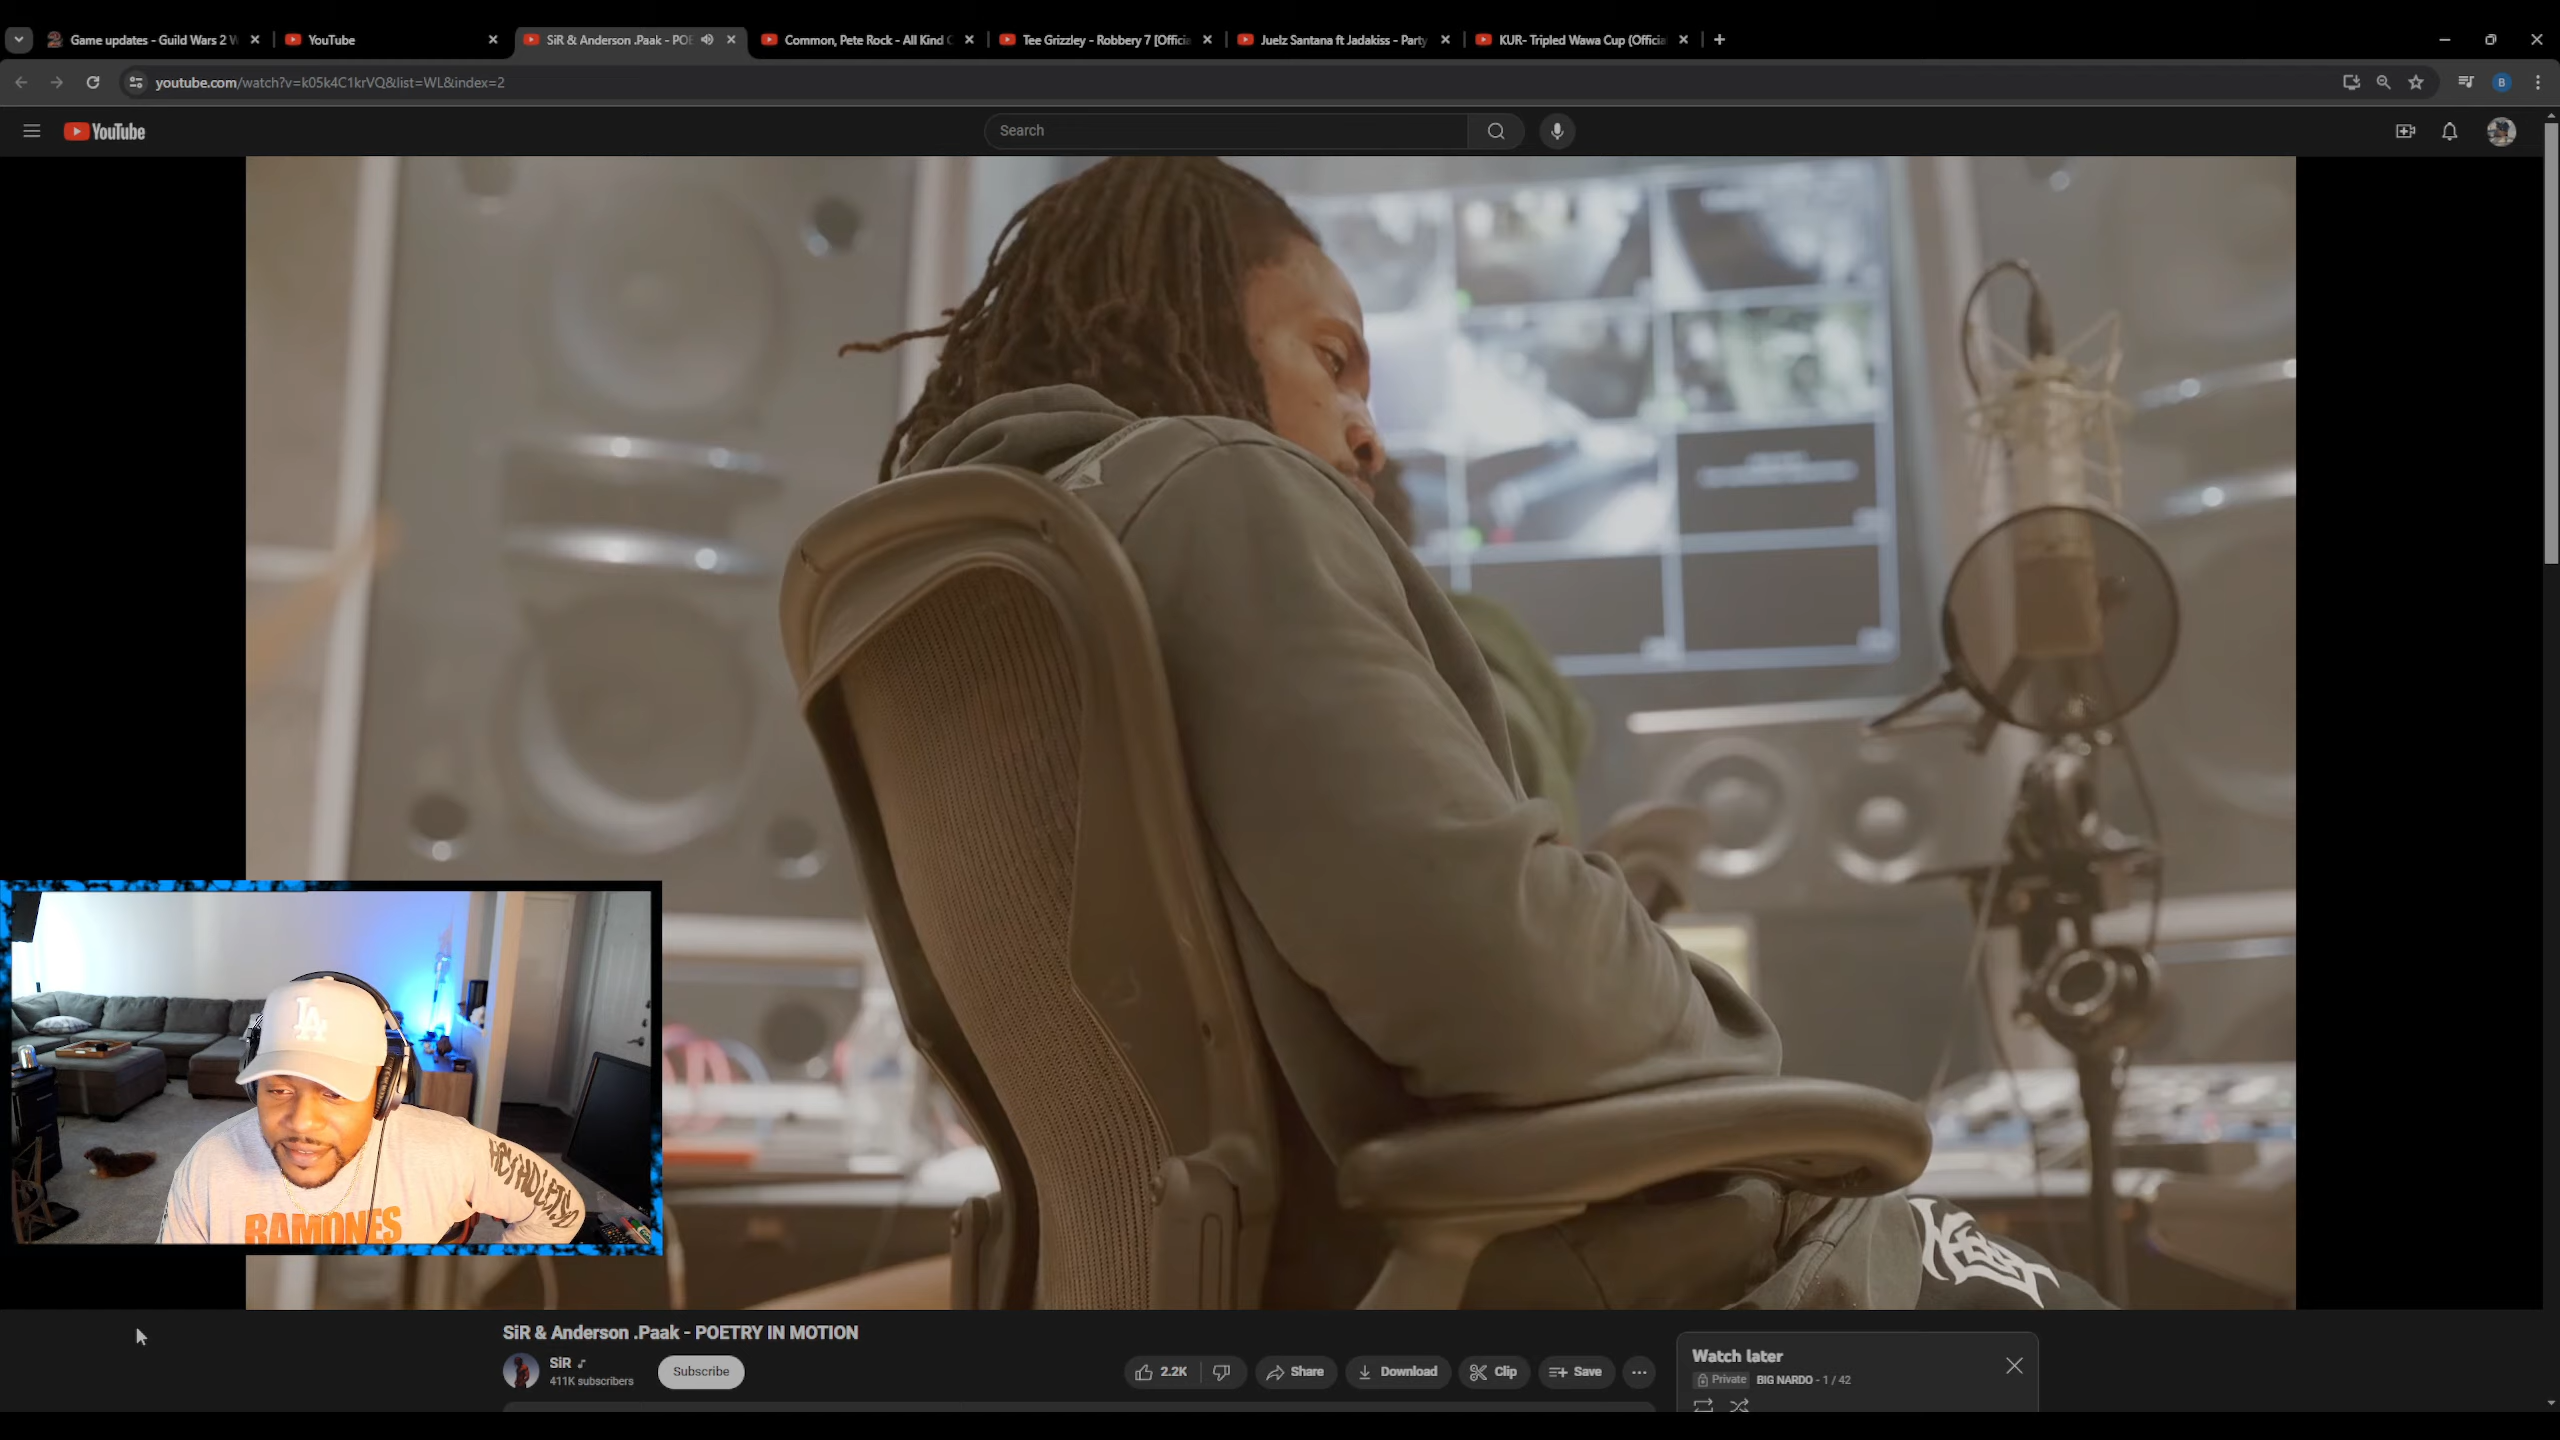 Game updates - Guild Wars 2 W
YouTube
SiR & Anderson .Paak - POE
Common, Pete Rock - All Kind O
Tee Grizzley - Robbery 7 [Officia
Juelz Santana ft Jadakiss - Party
KUR- Tripled Wawa Cup (Officia
youtube.com/watch?v=k05k4C1krVQ&list=WL&index=2
B
YouTube
Search
LA
RAMONES
SiR & Anderson .Paak - POETRY IN MOTION
SiR
411K subscribers
Subscribe
2.2K
Share
Download
Clip
Save
Watch later
Private BIG NARDO - 1 / 42